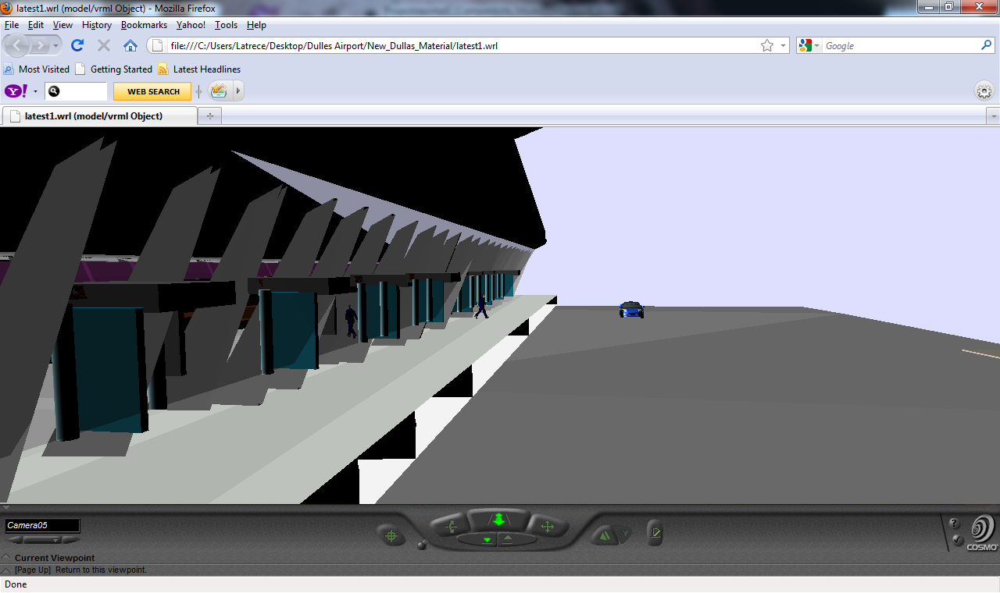 latest1.wrl (model/vrml Object) - Mozilla Firefox
File Edit View History Bookmarks Yahoo! Tools Help
file:///C:/Users/Latrece/Desktop/Dulles Airport/New_Dullas_Material/latest1.wrl
Google
Most Visited Getting Started Latest Headlines
Y! WEB SEARCH
latest1.wrl (model/vrml Object)
Camera05
COSMO
Current Viewpoint
[Page Up] Return to this viewpoint.
Done